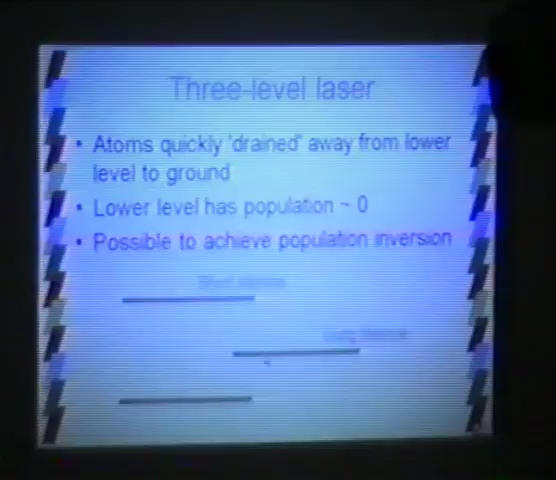 Three-level laser
• Atoms quickly 'drained' away from lower
level to ground
• Lower level has population ~ 0
• Possible to achieve population inversion